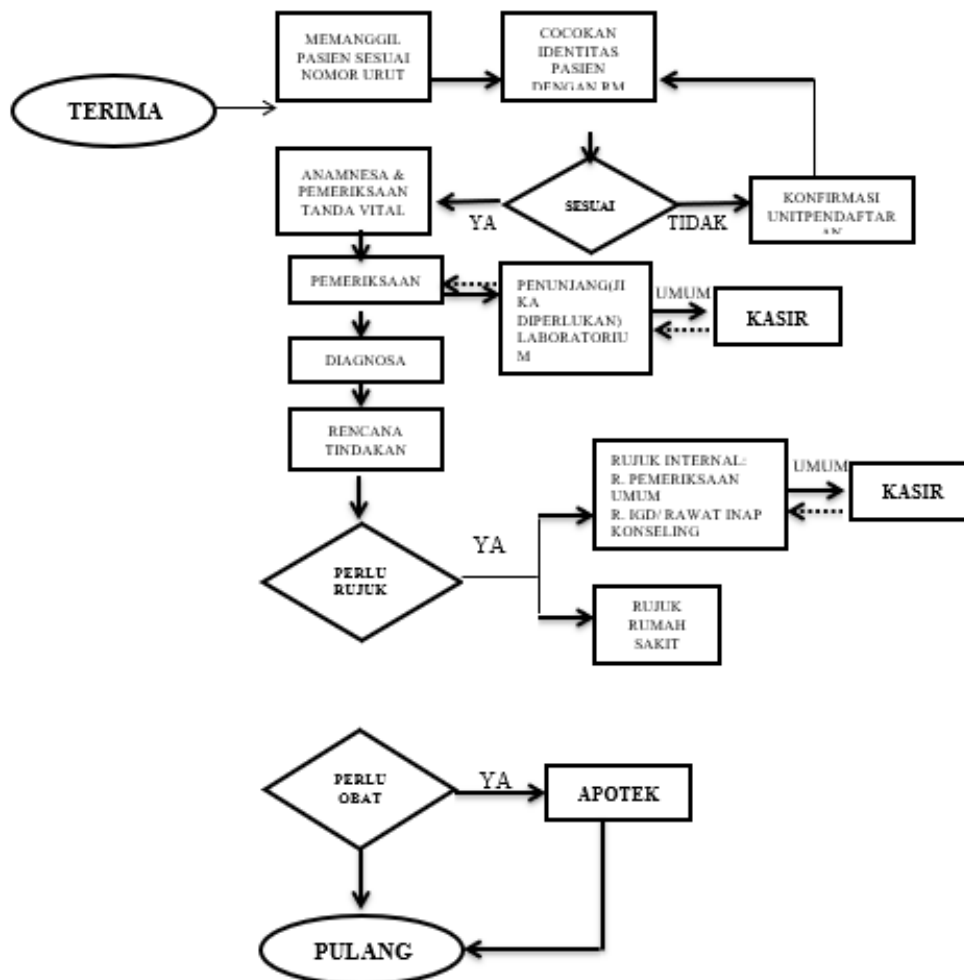 MEMANGGIL
PASIEN SESUAI
NOMOR URUT
COCOKAN
IDENTITAS
PASIEN
DENGAN RM
TERIMA
ANAMNESA &
PEMERIKSAAN
TANDA VITAL
YA
SESUAI
TIDAK
KONFIRMASI
UNITPENDAFTAR
AN
PEMERIKSAAN
PENUNJANG(JI
KA
DIPERLUKAN)
LABORATORIU
M
UMUM
KASIR
DIAGNOSA
RENCANA
TINDAKAN
PERLU
RUJUK
YA
RUJUK INTERNAL:
R. PEMERIKSAAN
UMUM
R. IGD/ RAWAT INAP
KONSELING
UMUM
KASIR
RUJUK
RUMAH
SAKIT
PERLU
OBAT
YA
APOTEK
PULANG